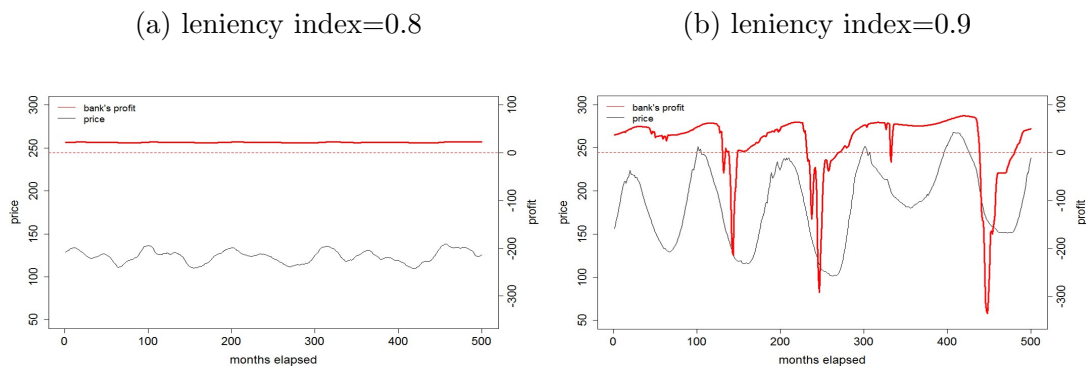 (a) leniency index=0.8
bank's profit
price
300
250
200
150
100
50
price
100
0
-100
-200
-300
profit
0 100 200 300 400 500
months elapsed
(b) leniency index=0.9
bank's profit
price
300
250
200
150
100
50
price
100
0
-100
-200
-300
profit
0 100 200 300 400 500
months elapsed